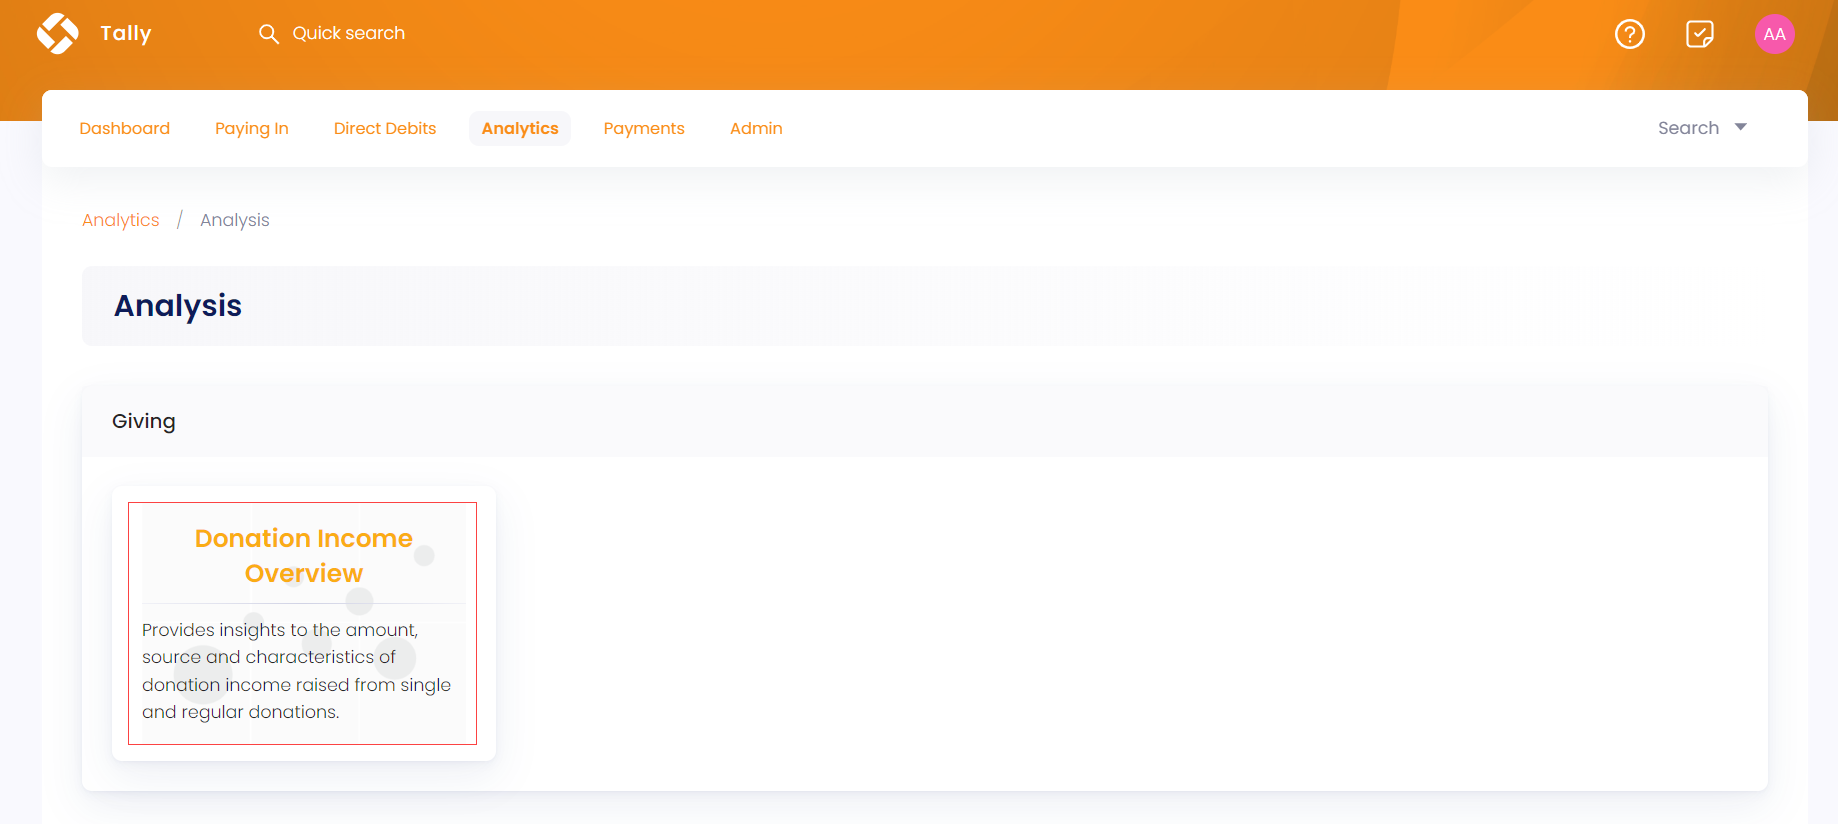 Tally
Quick search
AA
Dashboard
Paying In
Direct Debits
Analytics
Payments
Admin
Search
Analytics / Analysis
Analysis
Giving
Donation Income
Overview
Provides insights to the amount,
source and characteristics of
donation income raised from single
and regular donations.